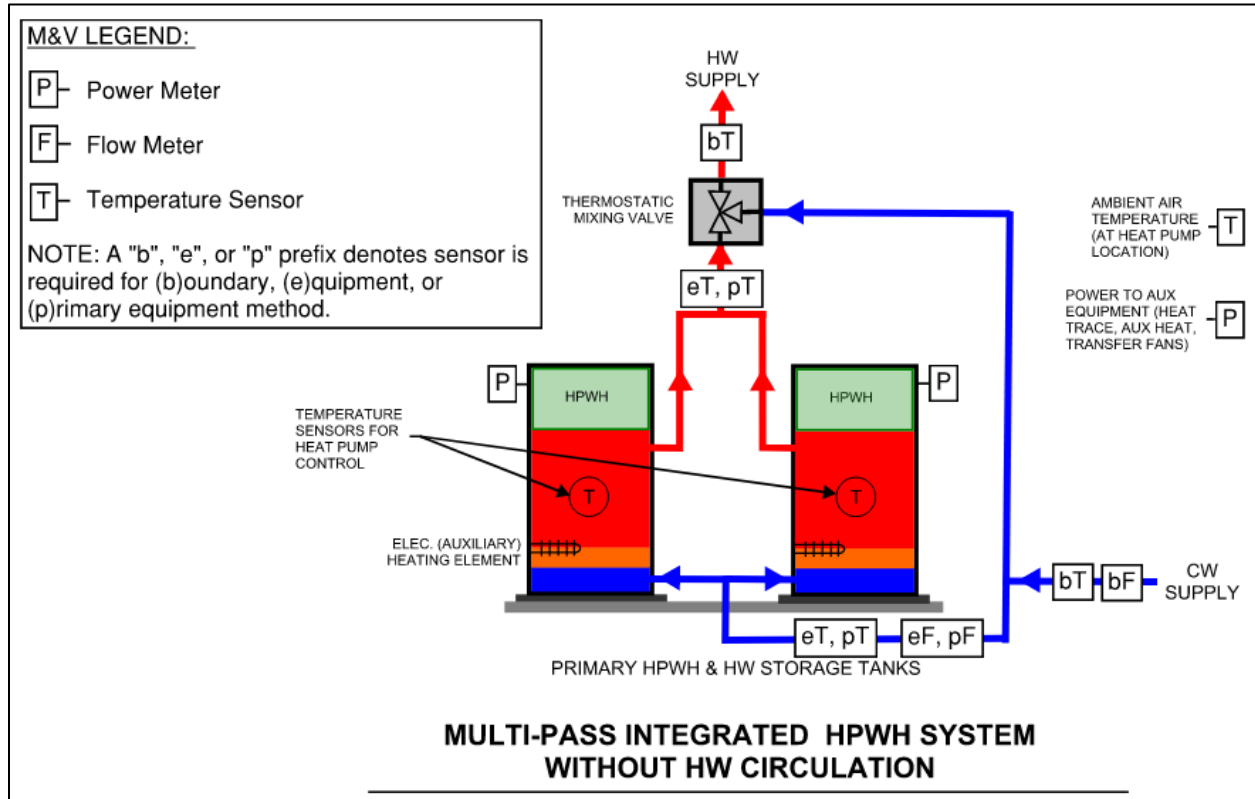 M&V LEGEND:
P Power Meter
F Flow Meter
T Temperature Sensor
NOTE: A "b", "e", or "p" prefix denotes sensor is
required for (b)oundary, (e)quipment, or
(p)rimary equipment method.
HW
SUPPLY
bT
THERMOSTATIC
MIXING VALVE
AMBIENT AIR
TEMPERATURE
(AT HEAT PUMP
LOCATION)
T
eT, pT
POWER TO AUX
EQUIPMENT (HEAT
TRACE, AUX HEAT,
TRANSFER FANS)
P
P
HPWH
HPWH
P
TEMPERATURE
SENSORS FOR
HEAT PUMP
CONTROL
T
T
ELEC. (AUXILIARY)
HEATING ELEMENT
bT
bF
CW
SUPPLY
eT, pT
eF, pF
PRIMARY HPWH & HW STORAGE TANKS
MULTI-PASS INTEGRATED HPWH SYSTEM
WITHOUT HW CIRCULATION